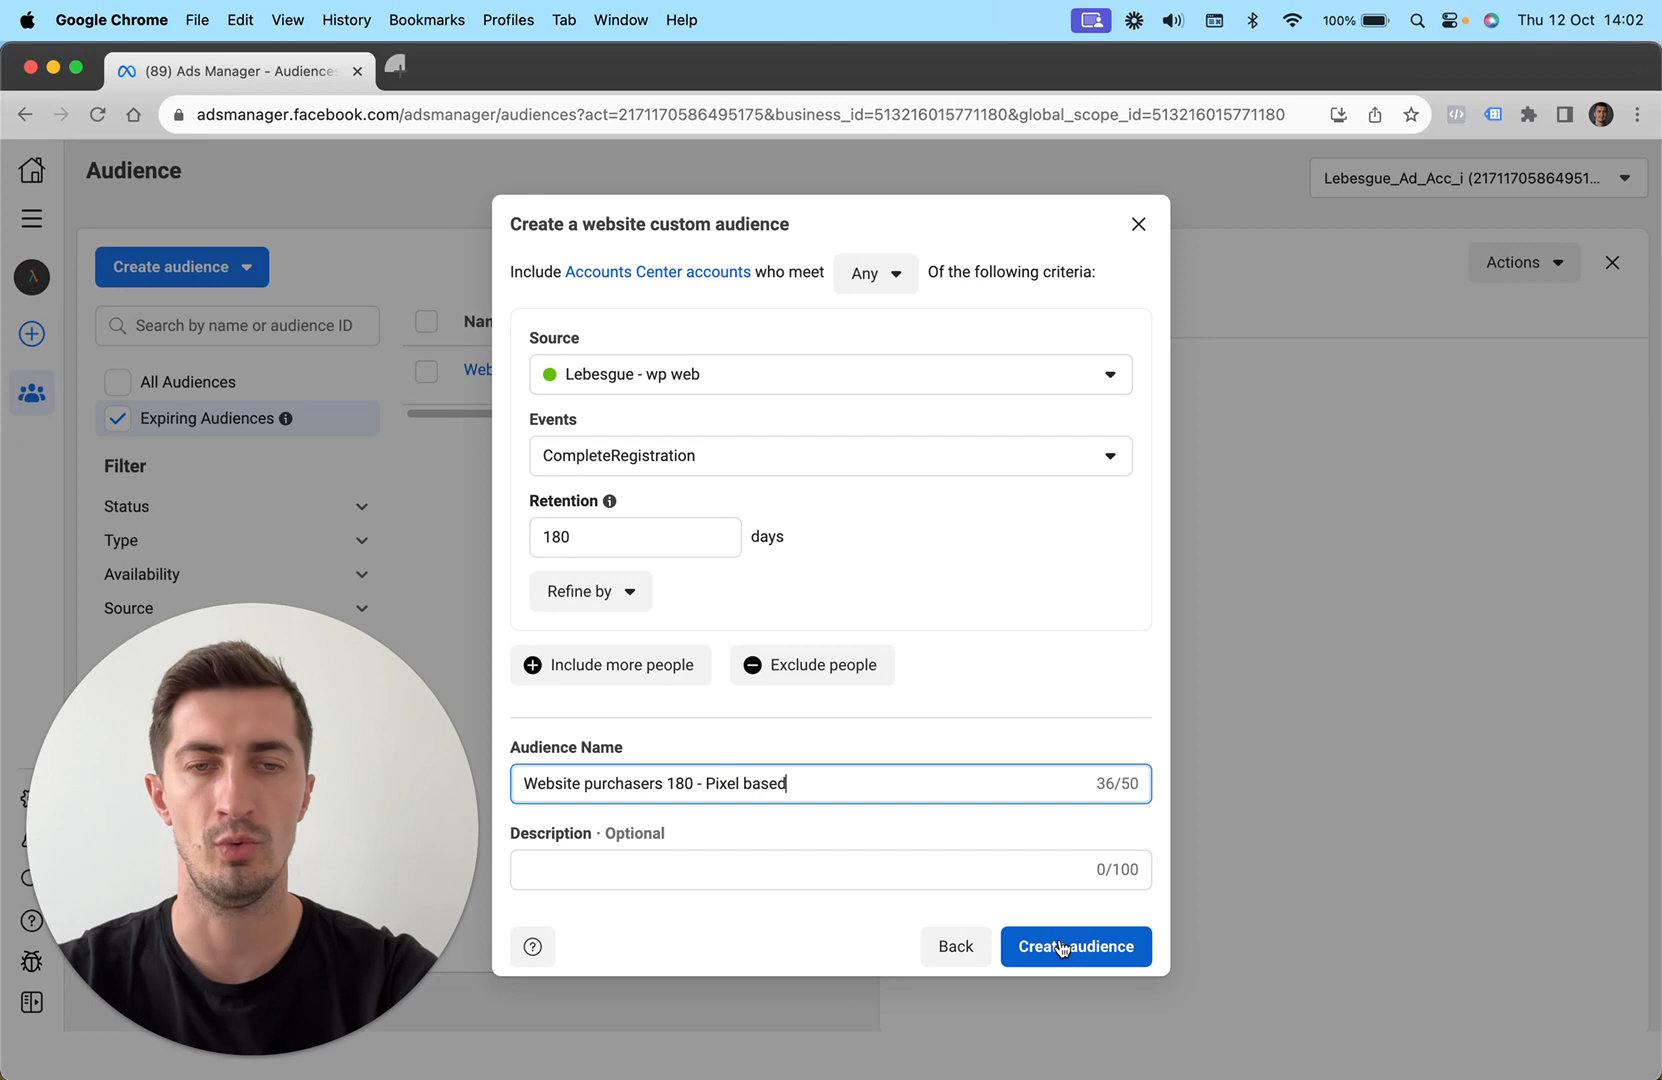 Google Chrome File Edit View History Bookmarks Profiles Tab Window Help 100% Thu 12 Oct 14:02
(89) Ads Manager - Audiences
adsmanager.facebook.com/adsmanager/audiences?act=2171170586495175&business_id=513216015771180&global_scope_id=513216015771180
Audience
Lebesgue_Ad_Acc_i (21711705864951...
Create audience
Search by name or audience ID
All Audiences
Expiring Audiences
Filter
Status
Type
Availability
Source
Nam
Web
Actions
Create a website custom audience
Include Accounts Center accounts who meet Any Of the following criteria:
Source
Lebesgue - wp web
Events
CompleteRegistration
Retention
180 days
Refine by
Include more people Exclude people
Audience Name
Website purchasers 180 - Pixel based 36/50
Description · Optional
0/100
Back Create audience